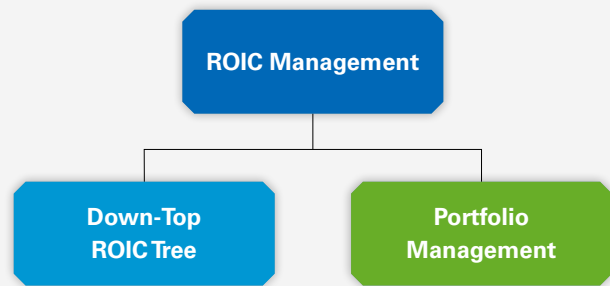 ROIC Management
Down-Top
ROIC Tree
Portfolio
Management